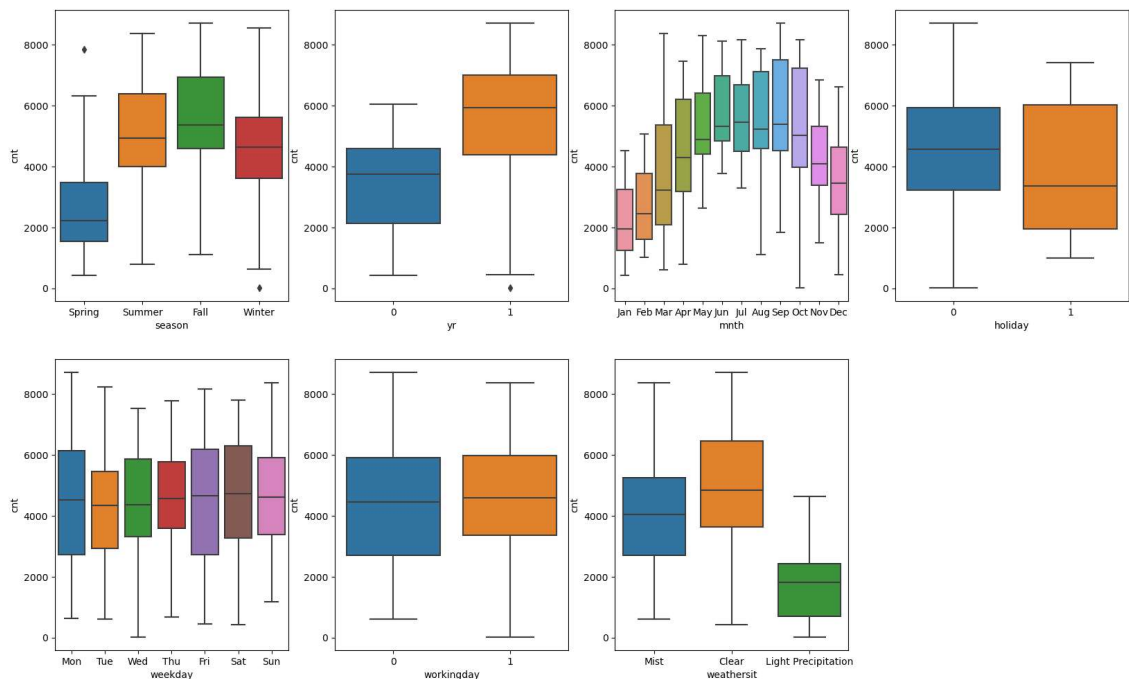 cnt
8000
6000
4000
2000
0
Spring Summer Fall Winter
season
cnt
8000
6000
4000
2000
0
0 1
yr
cnt
8000
6000
4000
2000
0
Jan Feb Mar Apr May Jun Jul Aug Sep Oct Nov Dec
mnth
cnt
8000
6000
4000
2000
0
0 1
holiday
cnt
8000
6000
4000
2000
0
Mon Tue Wed Thu Fri Sat Sun
weekday
cnt
8000
6000
4000
2000
0
0 1
workingday
cnt
8000
6000
4000
2000
0
Mist Clear Light Precipitation
weathersit